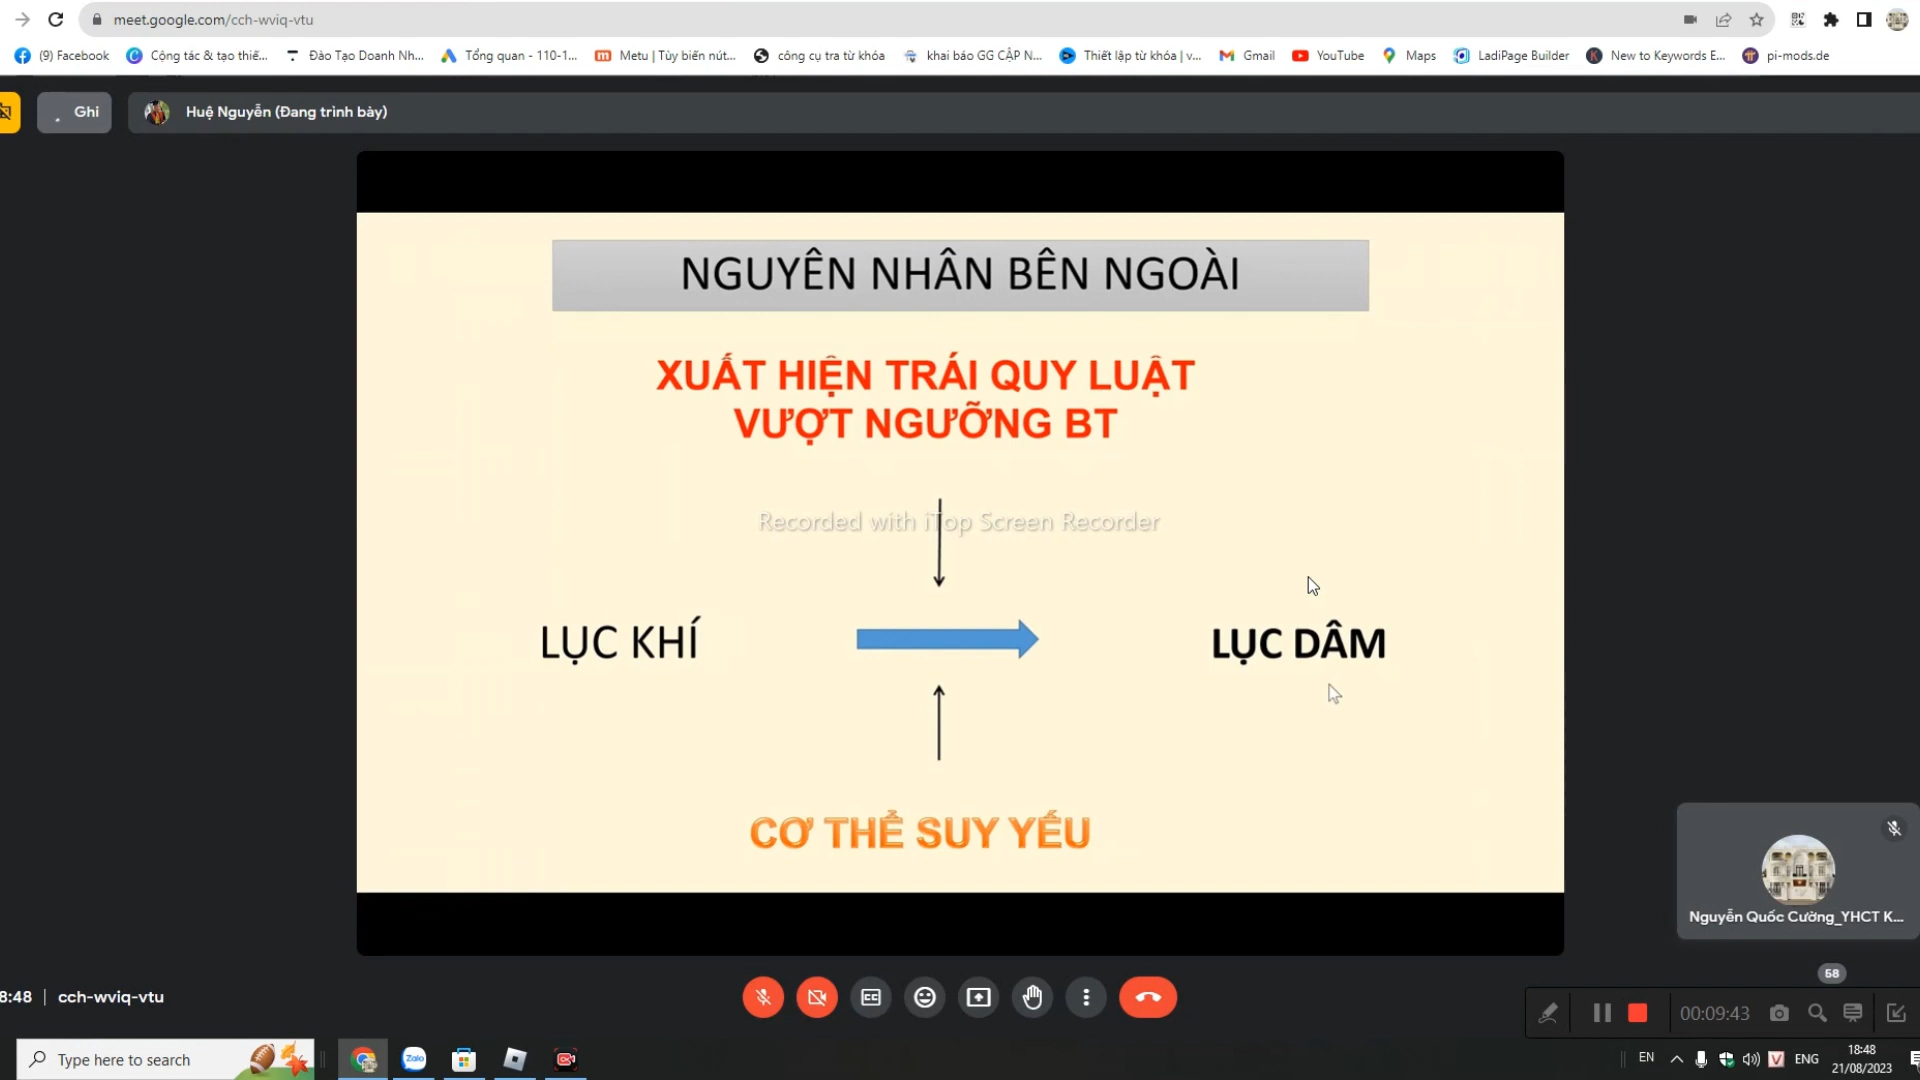 meet.google.com/cch-wviq-vtu
(9) Facebook
Cộng tác & tạo thiế...
Đào Tạo Doanh Nh...
Tổng quan - 110-1...
Metu | Tùy biến nút...
công cụ tra từ khóa
khai báo GG CẬP N...
Thiết lập từ khóa | v...
Gmail
YouTube
Maps
LadiPage Builder
New to Keywords E...
pi-mods.de
Ghi
Huệ Nguyễn (Đang trình bày)
NGUYÊN NHÂN BÊN NGOÀI
XUẤT HIỆN TRÁI QUY LUẬT
VƯỢT NGƯỠNG BT
Recorded with iTop Screen Recorder
LỤC KHÍ
LỤC DÂM
CƠ THỂ SUY YẾU
Nguyễn Quốc Cường_YHCT K...
58
8:48 | cch-wviq-vtu
00:09:43
Type here to search
Zalo
EN
ENG
18:48
21/08/2023